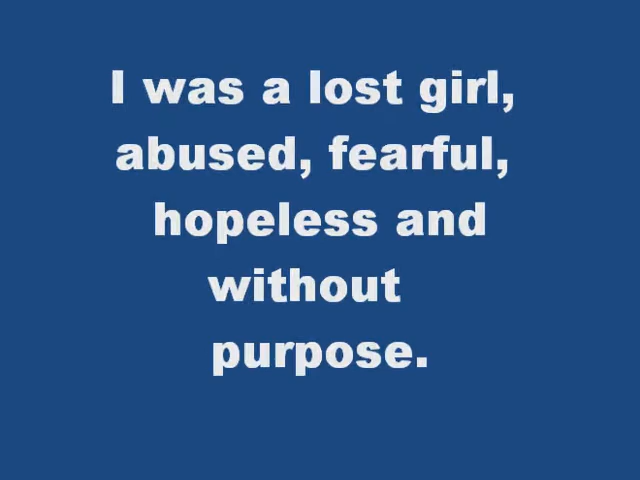 I was a lost girl,
abused, fearful,
hopeless and
without
purpose.